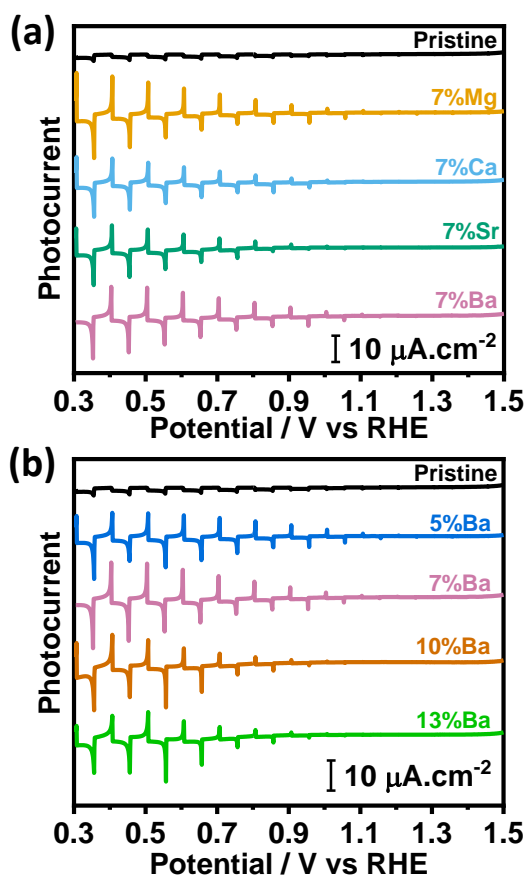 (a)
Pristine
7%Mg
7%Ca
7%Sr
7%Ba
10 μA.cm⁻²
Photocurrent
0.3 0.5 0.7 0.9 1.1 1.3 1.5
Potential / V vs RHE
(b)
Pristine
5%Ba
7%Ba
10%Ba
13%Ba
10 μA.cm⁻²
Photocurrent
0.3 0.5 0.7 0.9 1.1 1.3 1.5
Potential / V vs RHE